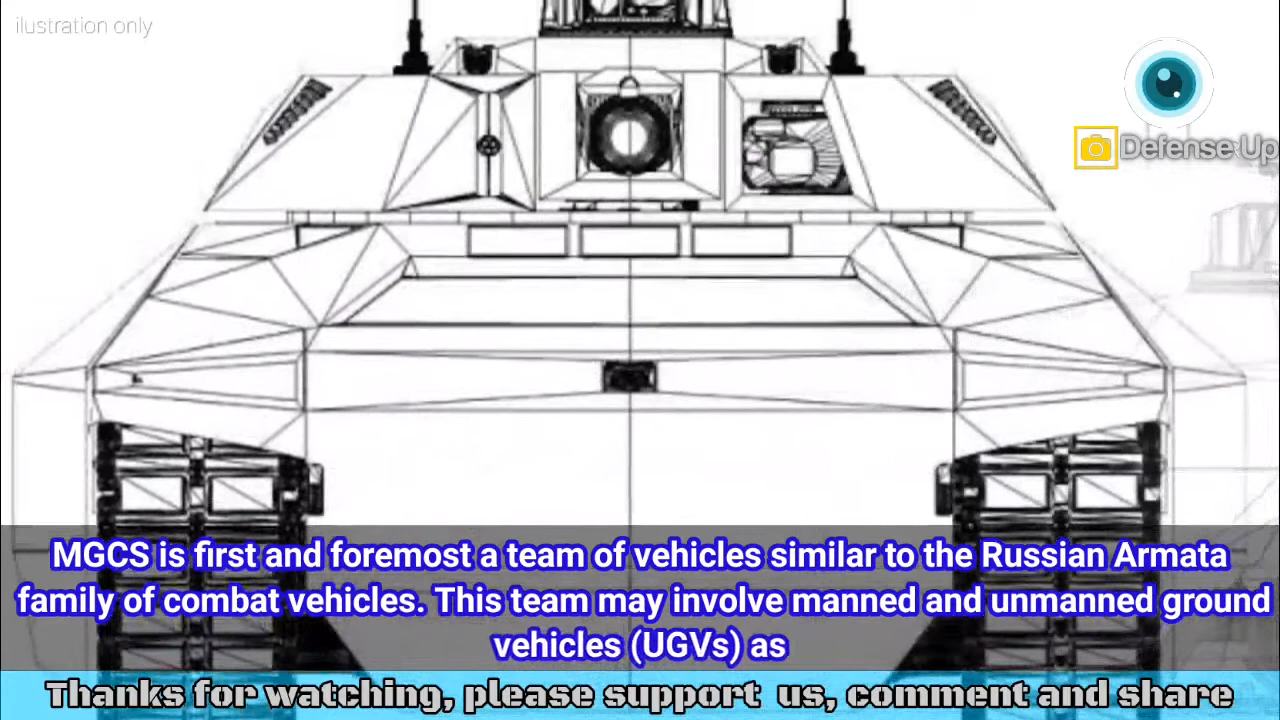 ilustration only
Defense Up
MGCS is first and foremost a team of vehicles similar to the Russian Armata
family of combat vehicles. This team may involve manned and unmanned ground
vehicles (UGVs) as
Thanks for watching, please support us, comment and share